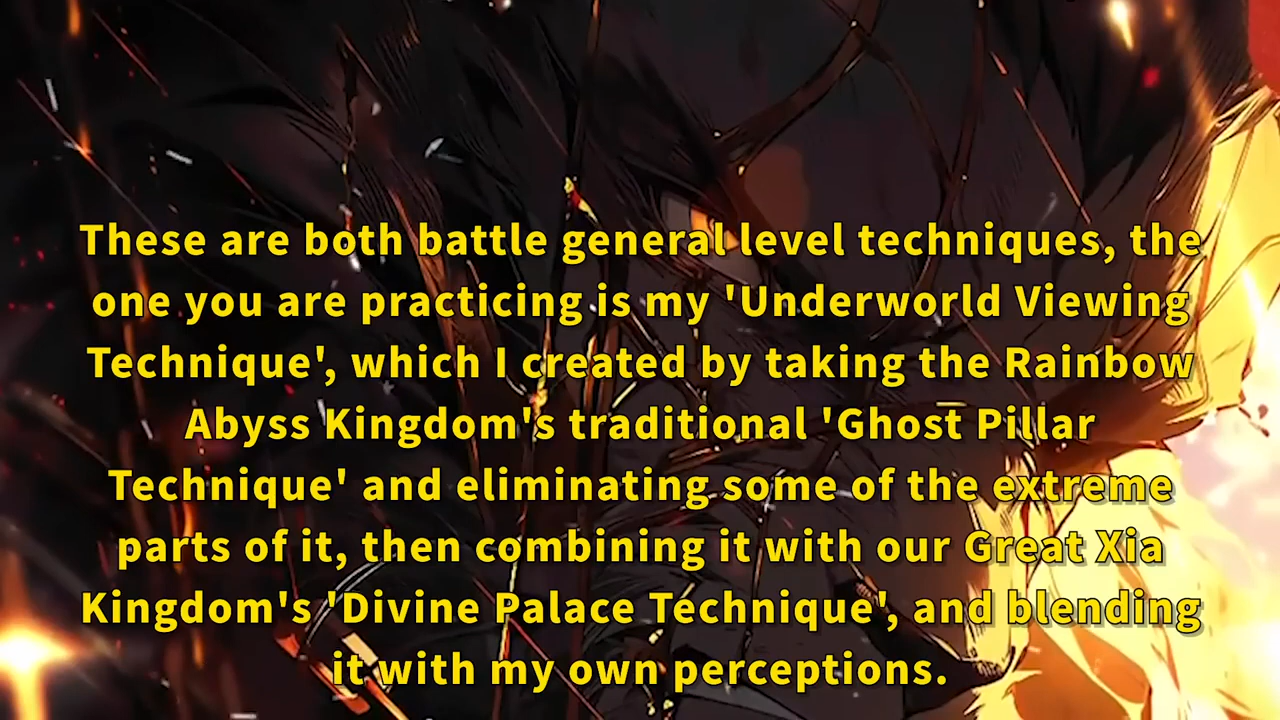 These are both battle general level techniques, the
one you are practicing is my 'Underworld Viewing
Technique', which I created by taking the Rainbow
Abyss Kingdom's traditional 'Ghost Pillar
Technique' and eliminating some of the extreme
parts of it, then combining it with our Great Xia
Kingdom's 'Divine Palace Technique', and blending
it with my own perceptions.